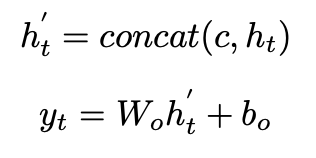 h_t^' = concat(c, h_t)
y_t = W_o h_t^' + b_o